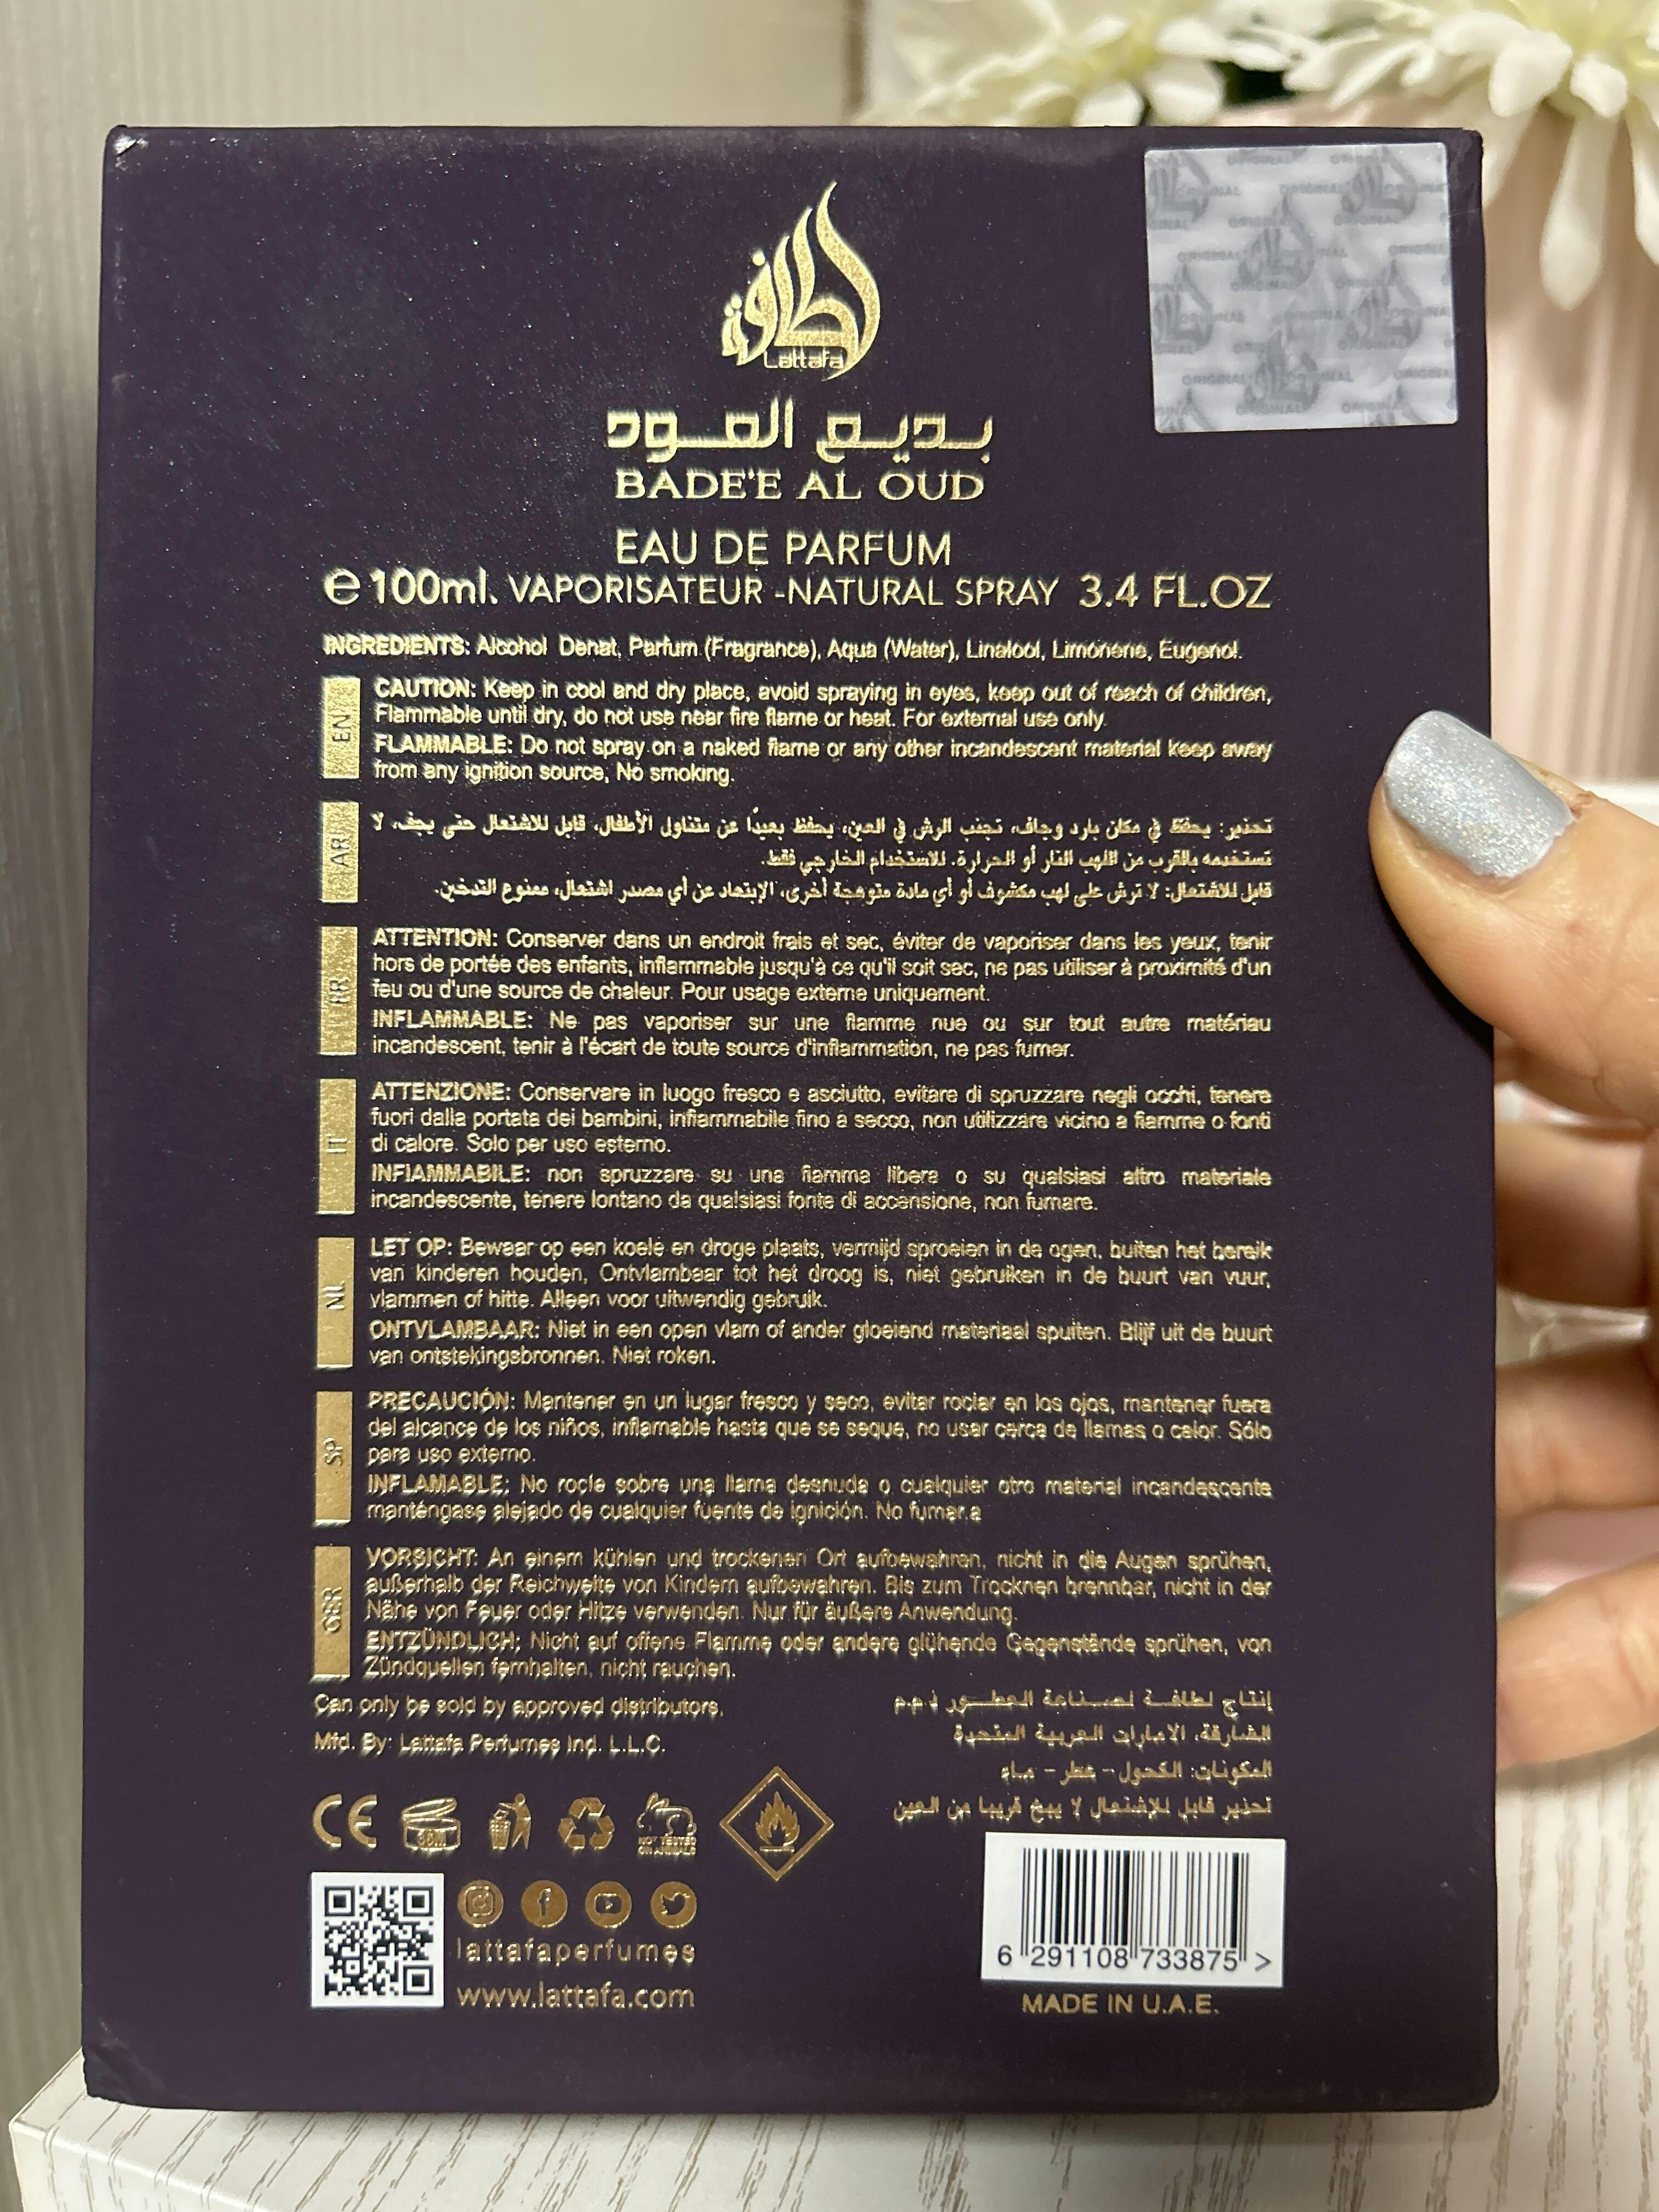 لطافة
Lattafa
ORIGINAL
بديع العود
BADE'E AL OUD
EAU DE PARFUM
e 100ml. VAPORISATEUR -NATURAL SPRAY 3.4 FL.OZ
INGREDIENTS: Alcohol Denat, Parfum (Fragrance), Aqua (Water), Linalool, Limonene, Eugenol.
EN
CAUTION: Keep in cool and dry place, avoid spraying in eyes, keep out of reach of children,
Flammable until dry, do not use near fire flame or heat. For external use only.
FLAMMABLE: Do not spray on a naked flame or any other incandescent material keep away
from any ignition source, No smoking.
AR
تحذير: يحفظ في مكان بارد وجاف، تجنب الرش في العين، يحفظ بعيدًا عن متناول الأطفال، قابل للاشتعال حتى يجف، لا
تستخدمه بالقرب من اللهب النار أو الحرارة. للاستخدام الخارجي فقط.
قابل للاشتعال: لا ترش على لهب مكشوف أو أي مادة متوهجة أخرى، الإبتعاد عن أي مصدر اشتعال، ممنوع التدخين.
FR
ATTENTION: Conserver dans un endroit frais et sec, éviter de vaporiser dans les yeux, tenir
hors de portée des enfants, inflammable jusqu'à ce qu'il soit sec, ne pas utiliser à proximité d'un
feu ou d'une source de chaleur. Pour usage externe uniquement.
INFLAMMABLE: Ne pas vaporiser sur une flamme nue ou sur tout autre matériau
incandescent, tenir à l'écart de toute source d'inflammation, ne pas fumer.
IT
ATTENZIONE: Conservare in luogo fresco e asciutto, evitare di spruzzare negli occhi, tenere
fuori dalla portata dei bambini, infiammabile fino a secco, non utilizzare vicino a fiamme o fonti
di calore. Solo per uso esterno.
INFIAMMABILE: non spruzzare su una fiamma libera o su qualsiasi altro materiale
incandescente, tenere lontano da qualsiasi fonte di accensione, non fumare.
NL
LET OP: Bewaar op een koele en droge plaats, vermijd sproeien in de ogen, buiten het bereik
van kinderen houden, Ontvlambaar tot het droog is, niet gebruiken in de buurt van vuur,
vlammen of hitte. Alleen voor uitwendig gebruik.
ONTVLAMBAAR: Niet in een open vlam of ander gloeiend materiaal spuiten. Blijf uit de buurt
van ontstekingsbronnen. Niet roken.
SP
PRECAUCIÓN: Mantener en un lugar fresco y seco, evitar rociar en los ojos, mantener fuera
del alcance de los niños, inflamable hasta que se seque, no usar cerca de llamas o calor. Sólo
para uso externo.
INFLAMABLE: No rocíe sobre una llama desnuda o cualquier otro material incandescente
manténgase alejado de cualquier fuente de ignición. No fumar.a
GER
VORSICHT: An einem kühlen und trockenen Ort aufbewahren, nicht in die Augen sprühen,
außerhalb der Reichweite von Kindern aufbewahren. Bis zum Trocknen brennbar, nicht in der
Nähe von Feuer oder Hitze verwenden. Nur für äußere Anwendung.
ENTZÜNDLICH: Nicht auf offene Flamme oder andere glühende Gegenstände sprühen, von
Zündquellen fernhalten, nicht rauchen.
Can only be sold by approved distributors.
Mfd. By: Lattafa Perfumes Ind. L.L.C.
إنتاج لطافة لصناعة العطور ذ.م.م
الشارقة، الامارات العربية المتحدة
المكونات: الكحول - عطر - ماء
تحذير قابل للإشتعال لا يبخ قريبا من العين
CE
36M
NOT TESTED
ON ANIMALS
lattafaperfumes
www.lattafa.com
6 291108 733875 >
MADE IN U.A.E.